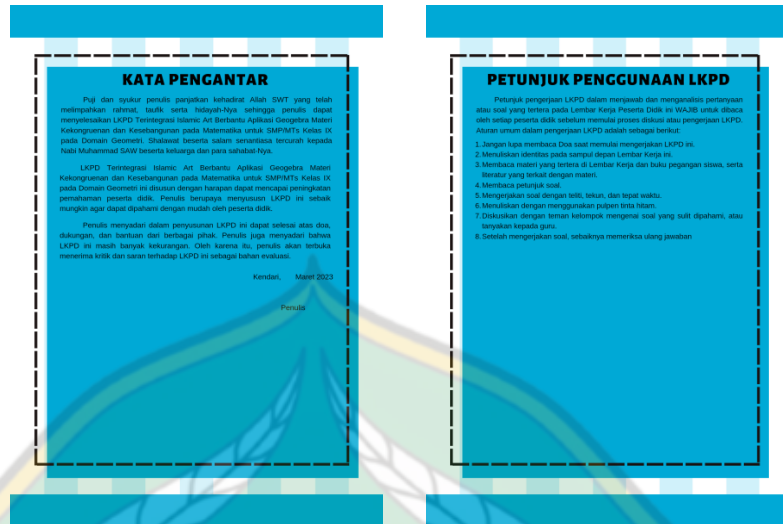 KATA PENGANTAR
Puji dan syukur penulis panjatkan kehadirat Allah SWT yang telah
melimpahkan rahmat, taufik serta hidayah-Nya sehingga penulis dapat
menyelesaikan LKPD Terintegrasi Islamic Art Berbantu Aplikasi Geogebra Materi
Kekongruenan dan Kesebangunan pada Matematika untuk SMP/MTs Kelas IX
pada Domain Geometri. Shalawat beserta salam senantiasa tercurah kepada
Nabi Muhammad SAW beserta keluarga dan para sahabat-Nya.
LKPD Terintegrasi Islamic Art Berbantu Aplikasi Geogebra Materi
Kekongruenan dan Kesebangunan pada Matematika untuk SMP/MTs Kelas IX
pada Domain Geometri ini disusun dengan harapan dapat mencapai peningkatan
pemahaman peserta didik. Penulis berupaya menyususn LKPD ini sebaik
mungkin agar dapat dipahami dengan mudah oleh peserta didik.
Penulis menyadari dalam penyusunan LKPD ini dapat selesai atas doa,
dukungan, dan bantuan dari berbagai pihak. Penulis juga menyadari bahwa
LKPD ini masih banyak kekurangan. Oleh karena itu, penulis akan terbuka
menerima kritik dan saran terhadap LKPD ini sebagai bahan evaluasi.
Kendari, Maret 2023
Penulis
PETUNJUK PENGGUNAAN LKPD
Petunjuk pengerjaan LKPD dalam menjawab dan menganalisis pertanyaan
atau soal yang tertera pada Lembar Kerja Peserta Didik ini WAJIB untuk dibaca
oleh setiap peserta didik sebelum memulai proses diskusi atau pengerjaan LKPD.
Aturan umum dalam pengerjaan LKPD adalah sebagai berikut:
1. Jangan lupa membaca Doa saat memulai mengerjakan LKPD ini.
2. Menuliskan identitas pada sampul depan Lembar Kerja ini.
3. Membaca materi yang tertera di Lembar Kerja dan buku pegangan siswa, serta
literatur yang terkait dengan materi.
4. Membaca petunjuk soal.
5. Mengerjakan soal dengan teliti, tekun, dan tepat waktu.
6. Menuliskan dengan menggunakan pulpen tinta hitam.
7. Diskusikan dengan teman kelompok mengenai soal yang sulit dipahami, atau
tanyakan kepada guru.
8. Setelah mengerjakan soal, sebaiknya memeriksa ulang jawaban